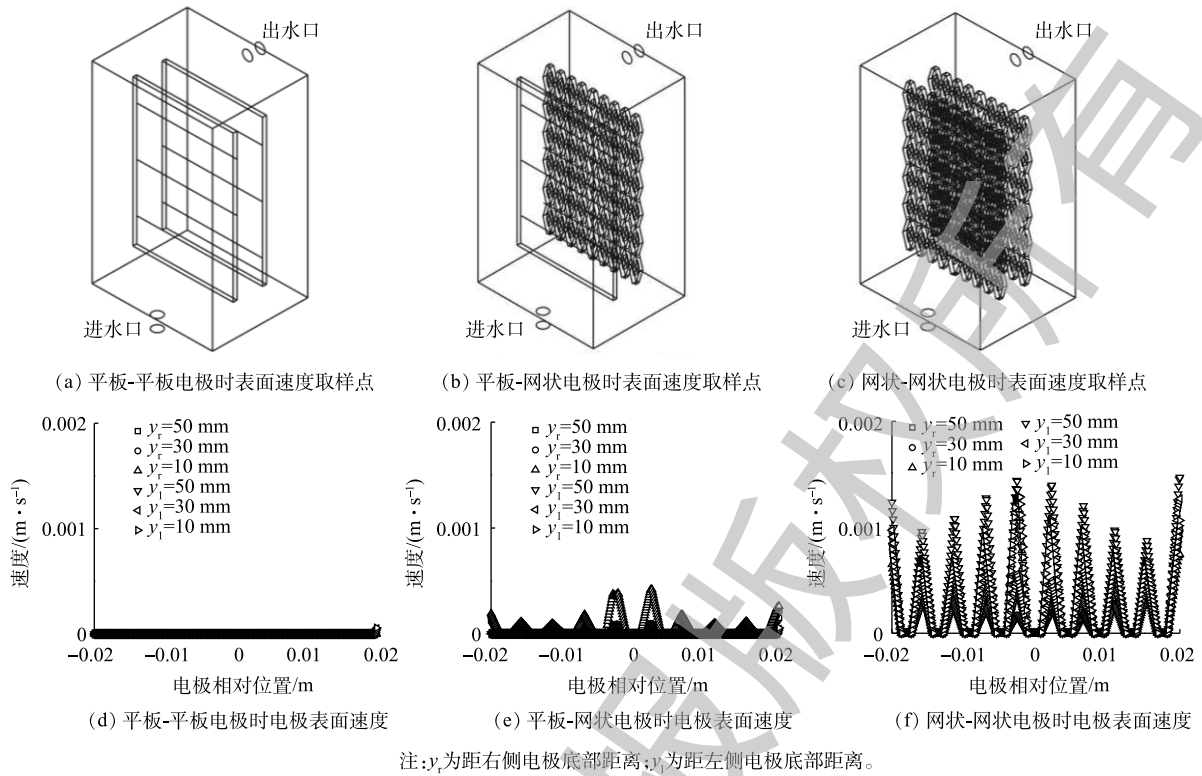 出水口
出水口
出水口
进水口
进水口
进水口
(a) 平板-平板电极时表面速度取样点
(b) 平板-网状电极时表面速度取样点
(c) 网状-网状电极时表面速度取样点
0.002
0.001
0
速度/(m·s⁻¹)
yᵣ=50 mm
yᵣ=30 mm
yᵣ=10 mm
yₗ=50 mm
yₗ=30 mm
yₗ=10 mm
−0.02 −0.01 0 0.01 0.02
电极相对位置/m
(d) 平板-平板电极时电极表面速度
0.002
0.001
0
速度/(m·s⁻¹)
yᵣ=50 mm
yᵣ=30 mm
yᵣ=10 mm
yₗ=50 mm
yₗ=30 mm
yₗ=10 mm
−0.02 −0.01 0 0.01 0.02
电极相对位置/m
(e) 平板-网状电极时电极表面速度
0.002
0.001
0
速度/(m·s⁻¹)
yᵣ=50 mm yₗ=50 mm
yᵣ=30 mm yₗ=30 mm
yᵣ=10 mm yₗ=10 mm
−0.02 −0.01 0 0.01 0.02
电极相对位置/m
(f) 网状-网状电极时电极表面速度
注:yᵣ为距右侧电极底部距离;yₗ为距左侧电极底部距离。
版权所有